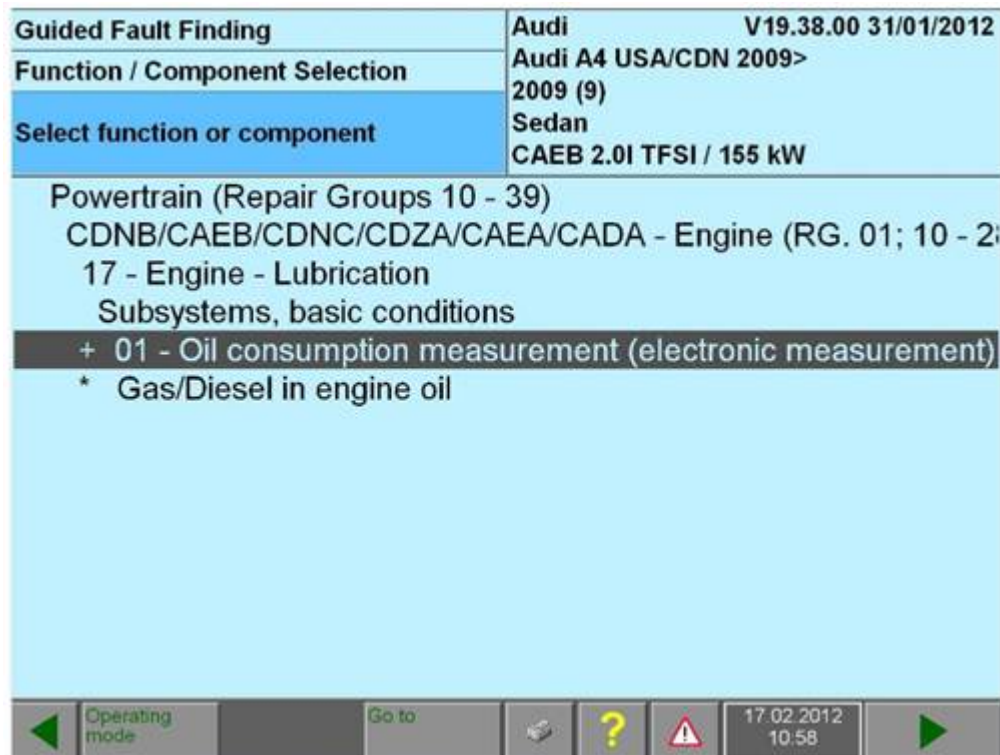 Guided Fault Finding
Audi V19.38.00 31/01/2012
Function / Component Selection
Audi A4 USA/CDN 2009>
2009 (9)
Select function or component
Sedan
CAEB 2.0l TFSI / 155 kW
Powertrain (Repair Groups 10 - 39)
CDNB/CAEB/CDNC/CDZA/CAEA/CADA - Engine (RG. 01; 10 - 2
17 - Engine - Lubrication
Subsystems, basic conditions
+ 01 - Oil consumption measurement (electronic measurement)
* Gas/Diesel in engine oil
Operating mode
Go to
?
17.02.2012
10:58